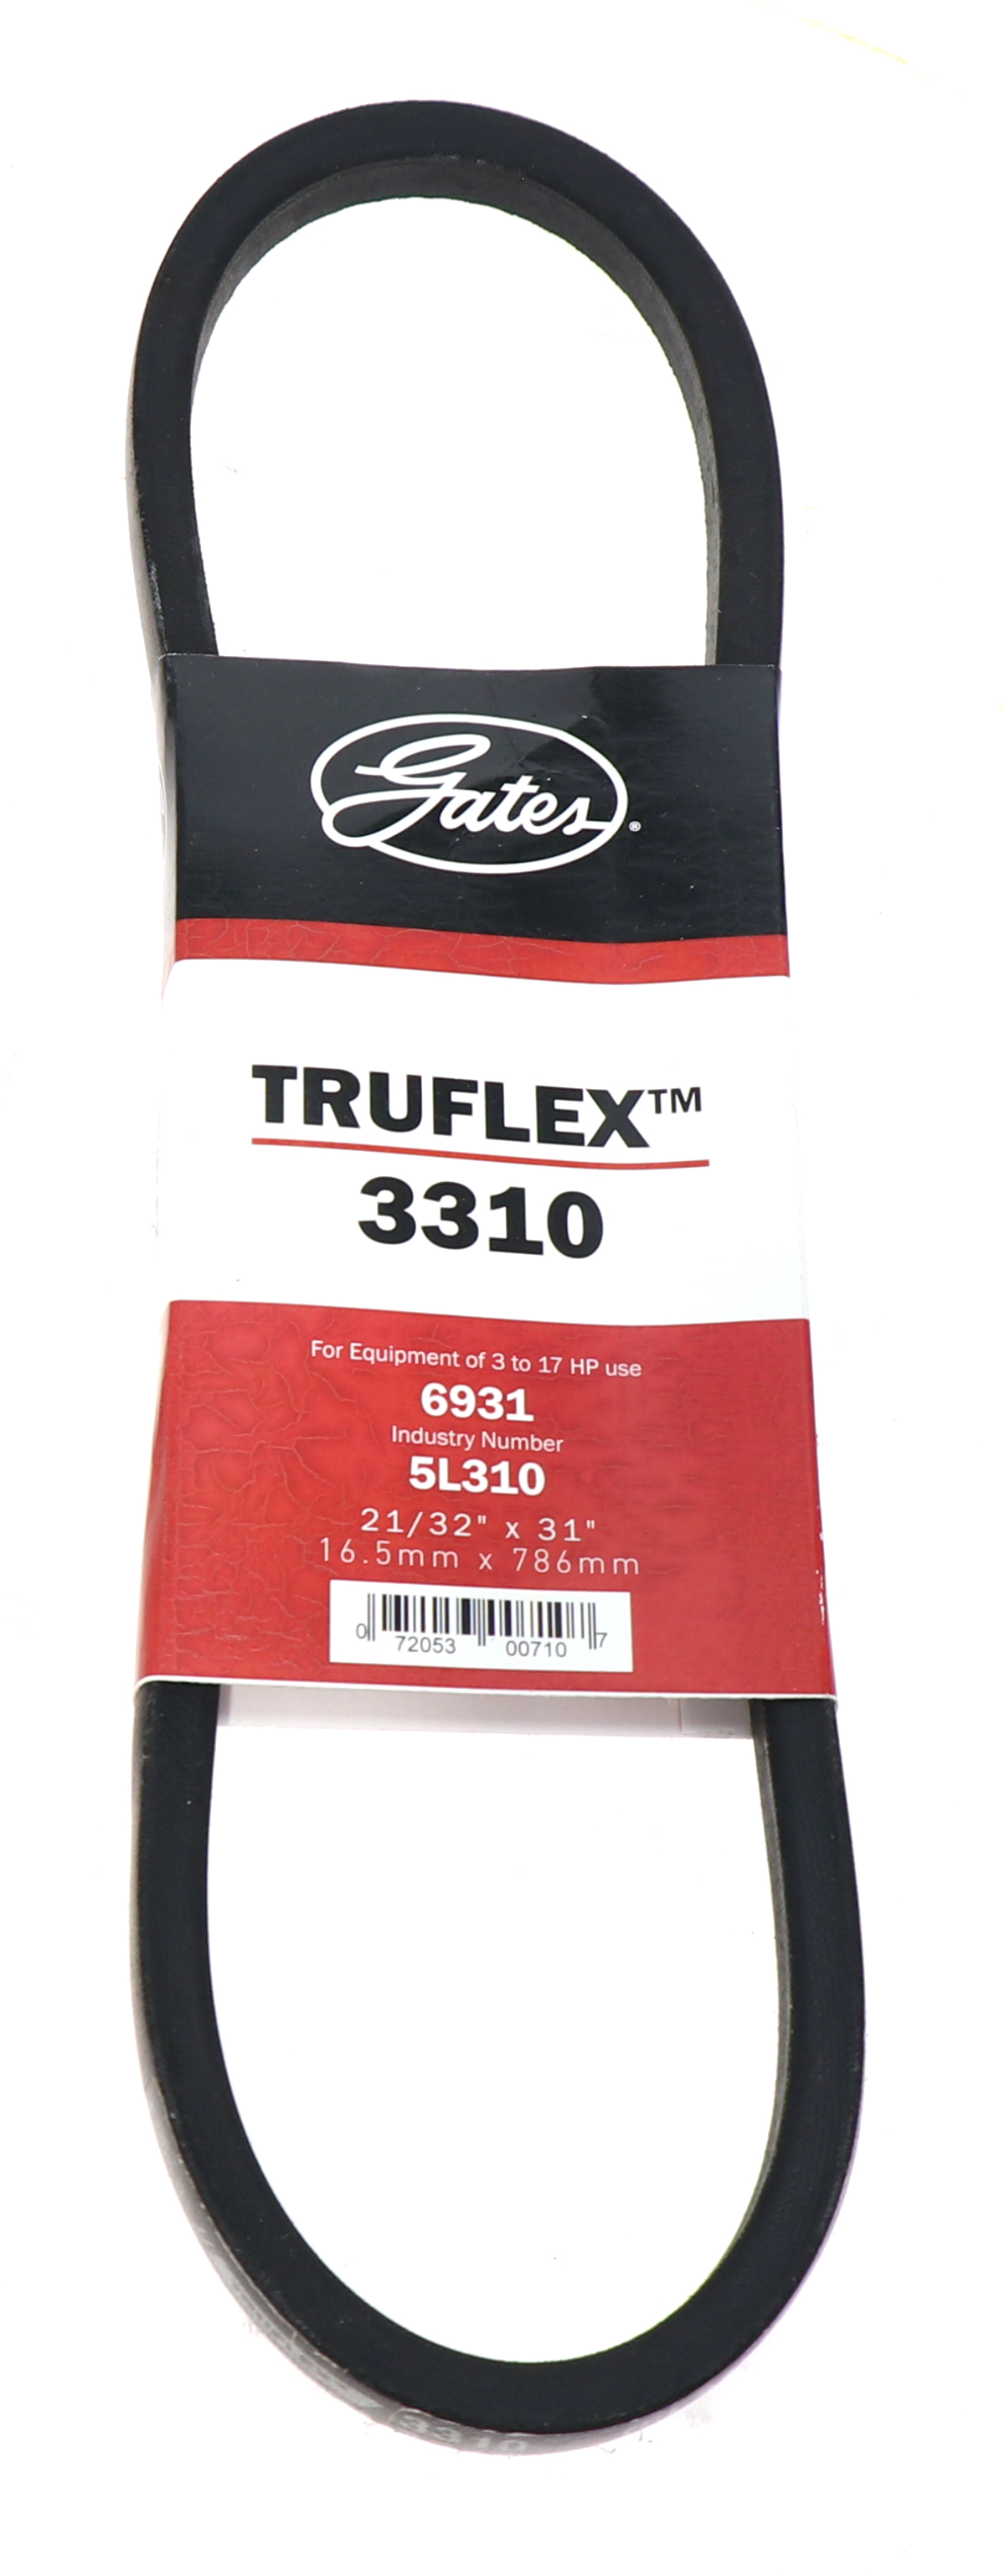 Gates®
TRUFLEX™
3310
For Equipment of 3 to 17 HP use
6931
Industry Number
5L310
21/32" x 31"
16.5mm x 786mm
0 72053 00710 7
3310